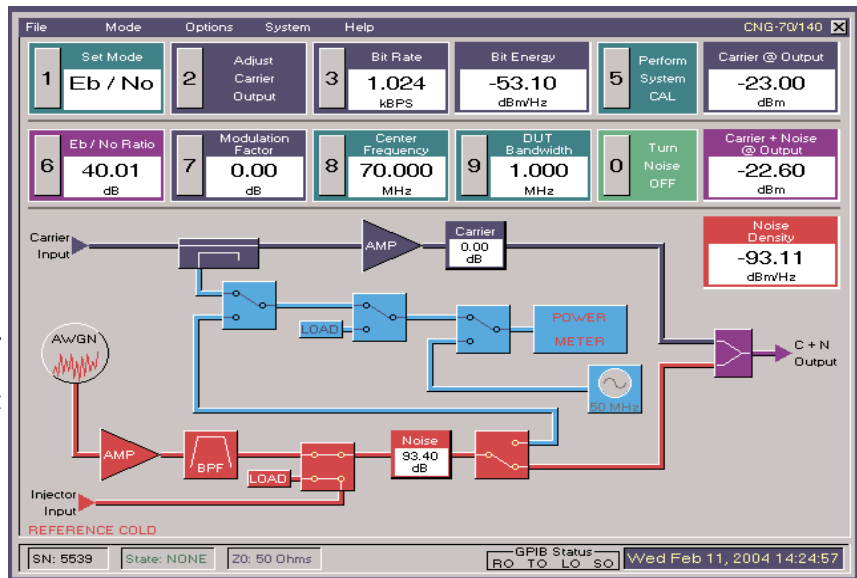 File Mode Options System Help CNG-70/140
Set Mode
1 Eb / No
2 Adjust
Carrier
Output
3 Bit Rate
1.024
kBPS
Bit Energy
-53.10
dBm/Hz
5 Perform
System
CAL
Carrier @ Output
-23.00
dBm
6 Eb / No Ratio
40.01
dB
7 Modulation
Factor
0.00
dB
8 Center
Frequency
70.000
MHz
9 DUT
Bandwidth
1.000
MHz
0 Turn
Noise
OFF
Carrier + Noise
@ Output
-22.60
dBm
Noise
Density
-93.11
dBm/Hz
Carrier
Input
AMP
Carrier
0.00
dB
LOAD
POWER
METER
AWGN
50 MHz
C + N
Output
AMP
BPF
LOAD
Noise
93.40
dB
Injector
Input
REFERENCE COLD
SN: 5539 State: NONE Z0: 50 Ohms
GPIB Status
RO TO LO SO
Wed Feb 11, 2004 14:24:57